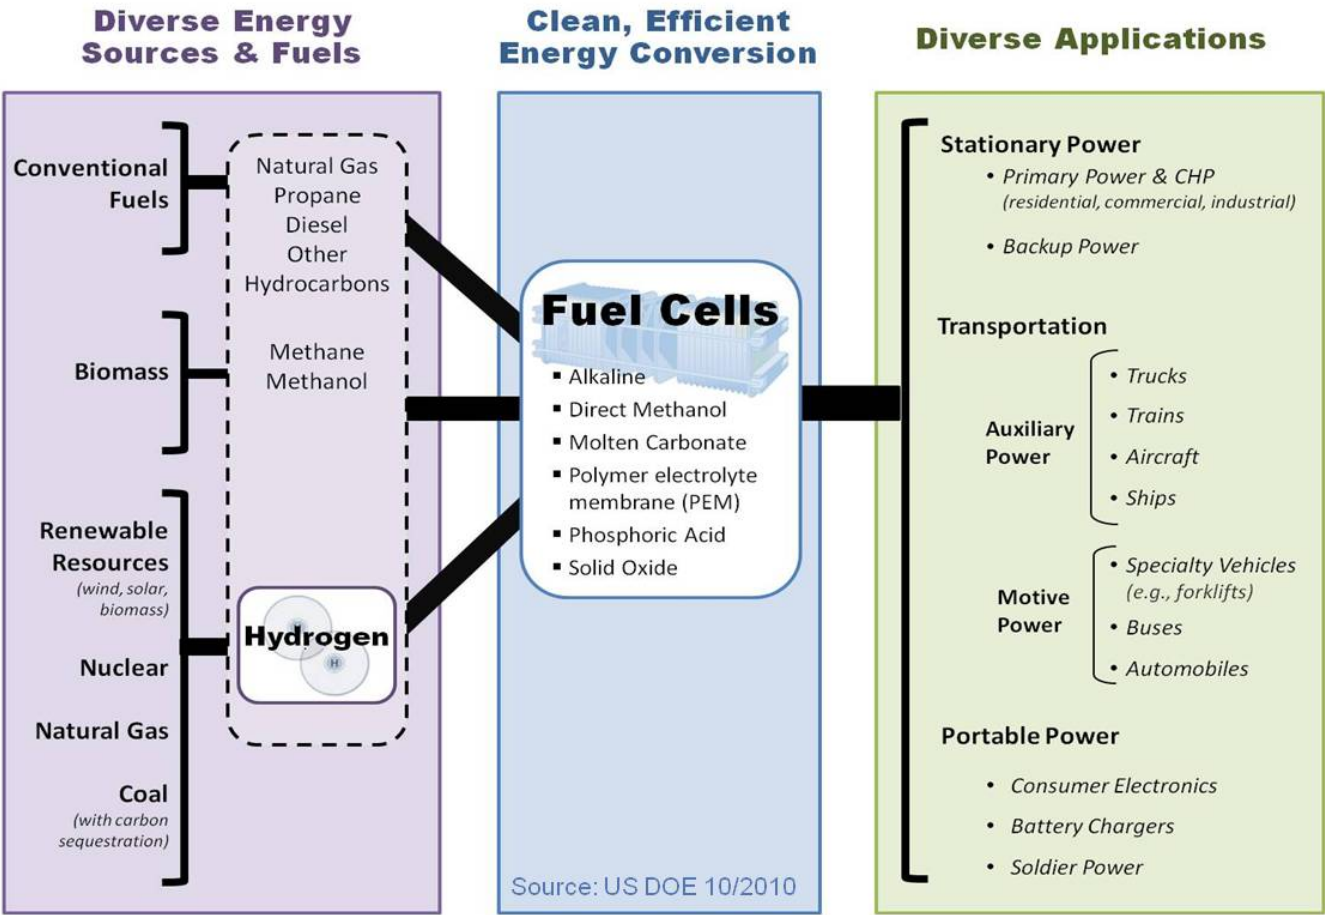 Diverse Energy
Sources & Fuels
Conventional
Fuels
Biomass
Renewable
Resources
(wind, solar,
biomass)
Nuclear
Natural Gas
Coal
(with carbon
sequestration)
Natural Gas
Propane
Diesel
Other
Hydrocarbons
Methane
Methanol
Hydrogen
H
Clean, Efficient
Energy Conversion
Fuel Cells
▪ Alkaline
▪ Direct Methanol
▪ Molten Carbonate
▪ Polymer electrolyte
membrane (PEM)
▪ Phosphoric Acid
▪ Solid Oxide
Source: US DOE 10/2010
Diverse Applications
Stationary Power
• Primary Power & CHP
(residential, commercial, industrial)
• Backup Power
Transportation
Auxiliary
Power
• Trucks
• Trains
• Aircraft
• Ships
Motive
Power
• Specialty Vehicles
(e.g., forklifts)
• Buses
• Automobiles
Portable Power
• Consumer Electronics
• Battery Chargers
• Soldier Power